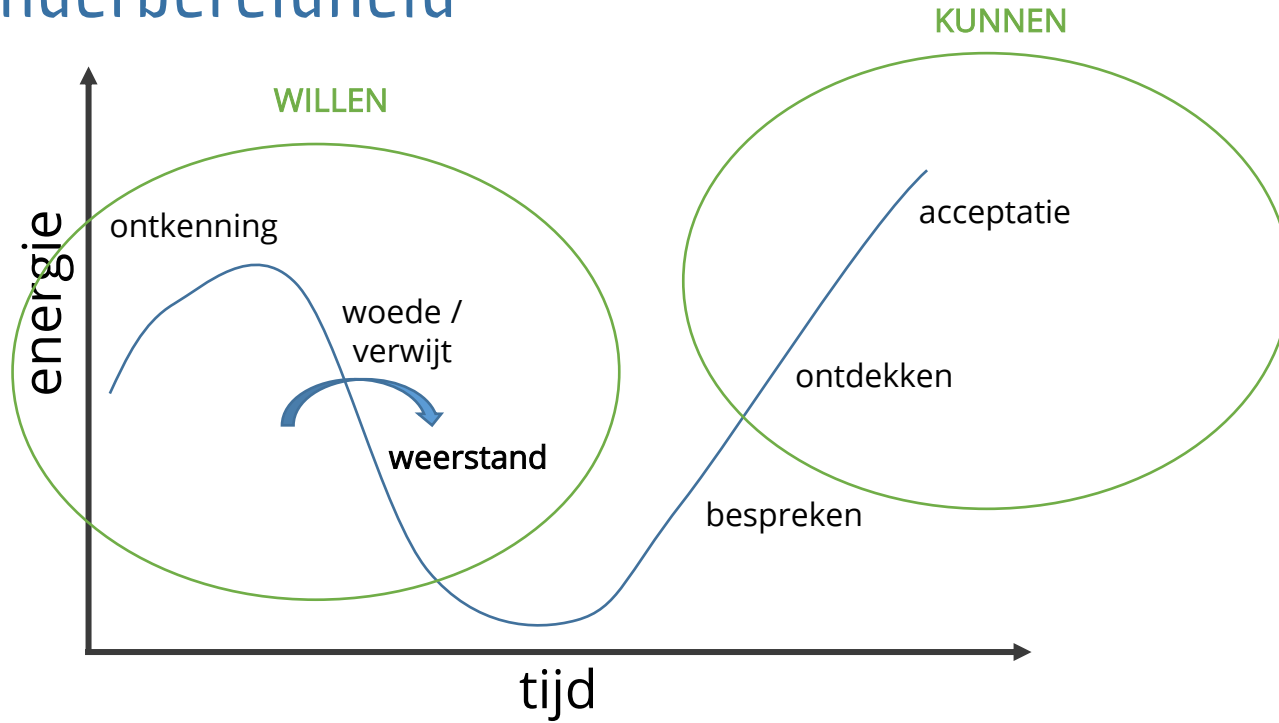 KUNNEN
WILLEN
ontkenning
acceptatie
energie
woede /
verwijt
ontdekken
weerstand
bespreken
tijd